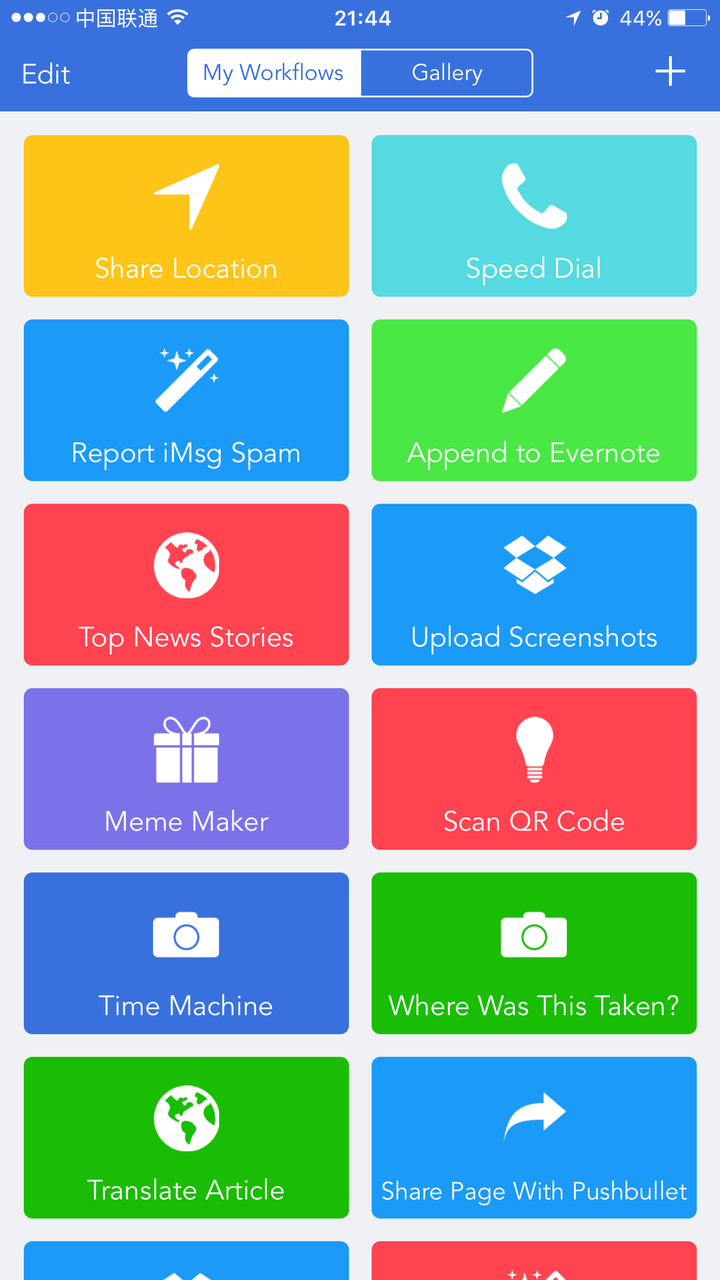 中国联通 21:44 44%
Edit My Workflows Gallery
Share Location Speed Dial
Report iMsg Spam Append to Evernote
Top News Stories Upload Screenshots
Meme Maker Scan QR Code
Time Machine Where Was This Taken?
Translate Article Share Page With Pushbullet